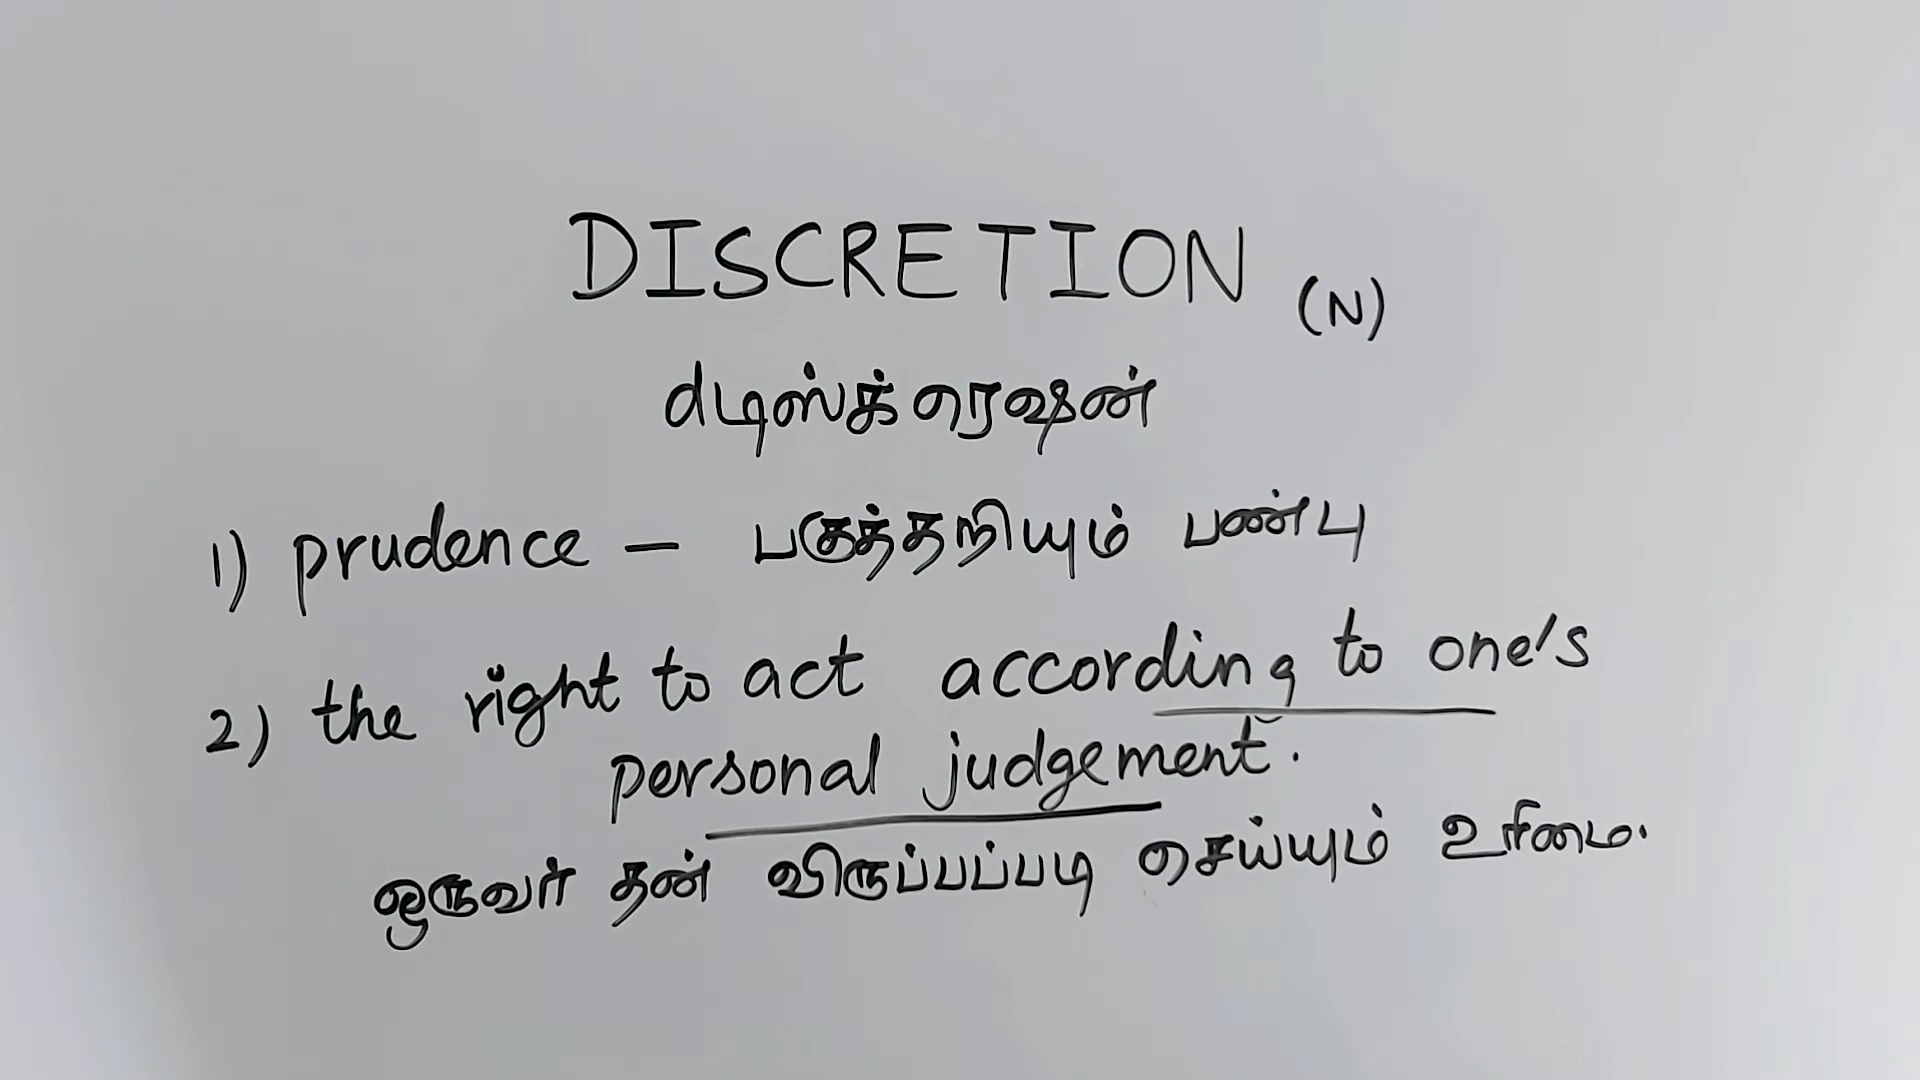 DISCRETION (N)
dடிஸ்க்ரெஷன்
1) prudence – பகுத்தறியும் பண்பு
2) the right to act according to one's
personal judgement.
ஒருவர் தன் விருப்பப்படி செய்யும் உரிமை.